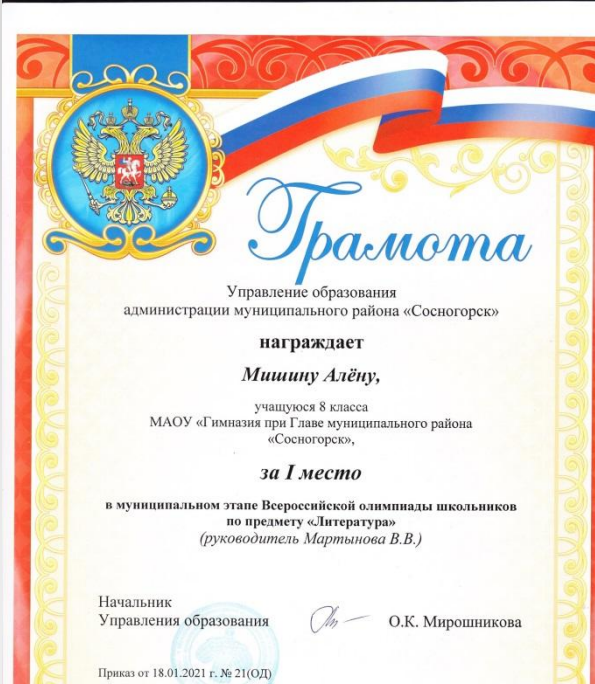 Грамота
Управление образования
администрации муниципального района «Сосногорск»
награждает
Мишину Алёну,
учащуюся 8 класса
МАОУ «Гимназия при Главе муниципального района
«Сосногорск»,
за I место
в муниципальном этапе Всероссийской олимпиады школьников
по предмету «Литература»
(руководитель Мартынова В.В.)
Начальник
Управления образования О.К. Мирошникова
Приказ от 18.01.2021 г. № 21(ОД)